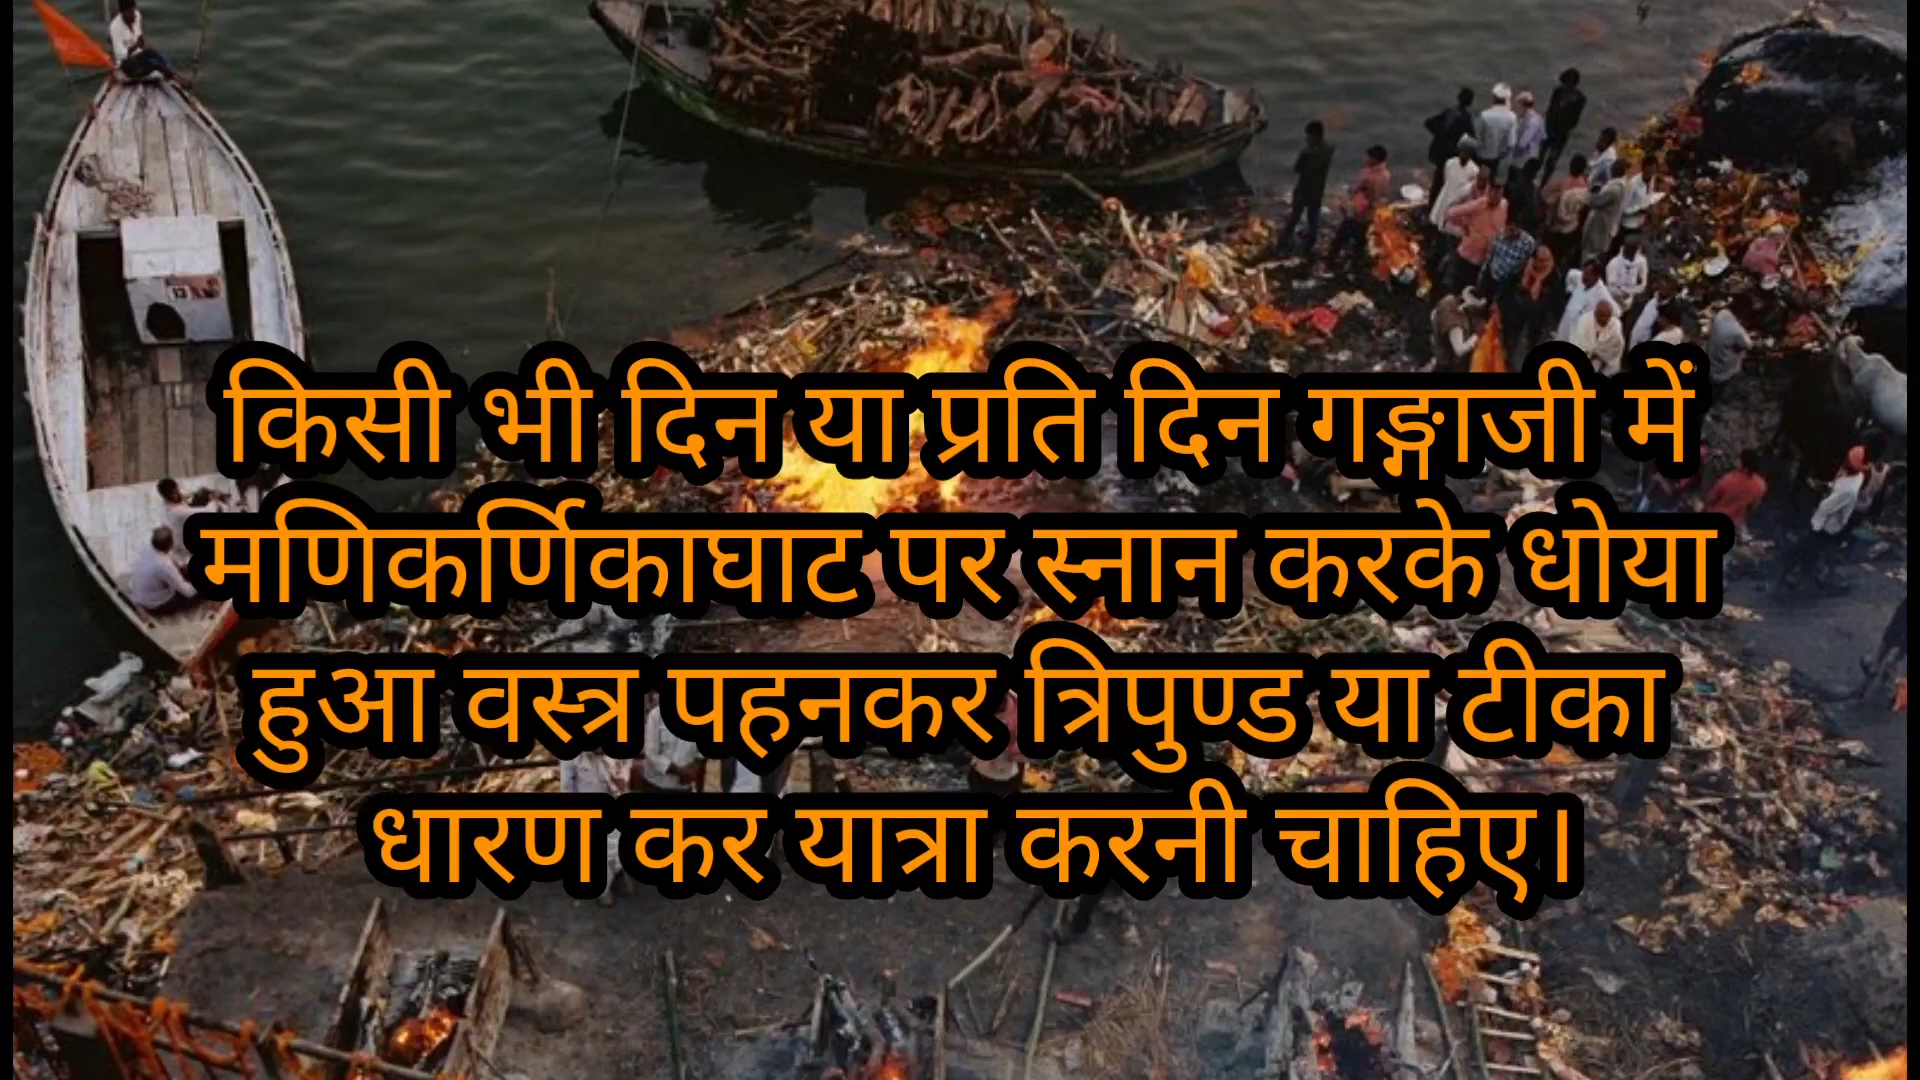 किसी भी दिन या प्रति दिन गङ्गाजी में
मणिकर्णिकाघाट पर स्नान करके धोया
हुआ वस्त्र पहनकर त्रिपुण्ड या टीका
धारण कर यात्रा करनी चाहिए।